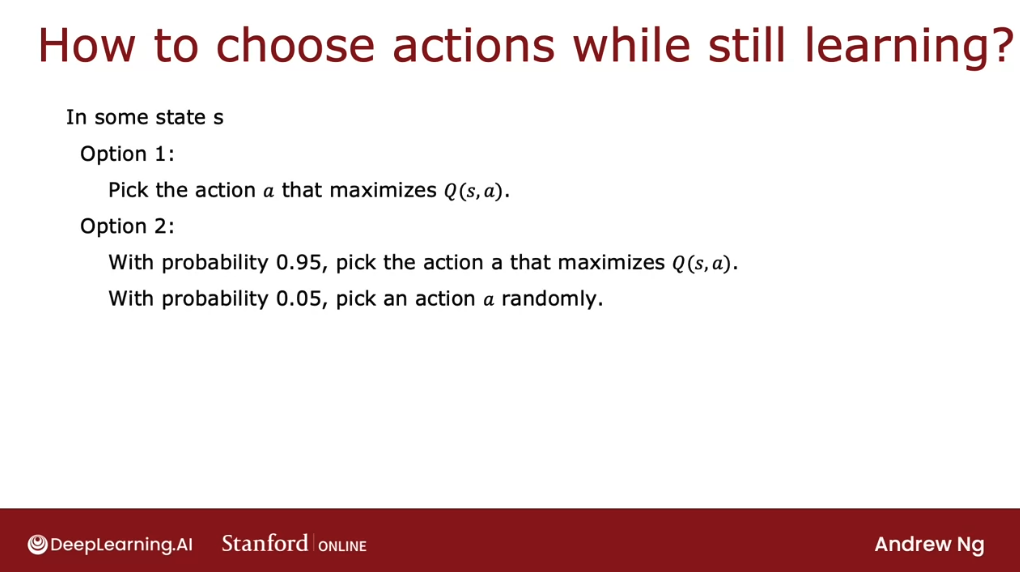 How to choose actions while still learning?
In some state s
Option 1:
Pick the action 𝑎 that maximizes 𝑄(𝑠, 𝑎).
Option 2:
With probability 0.95, pick the action a that maximizes 𝑄(𝑠, 𝑎).
With probability 0.05, pick an action 𝑎 randomly.
DeepLearning.AI Stanford ONLINE Andrew Ng